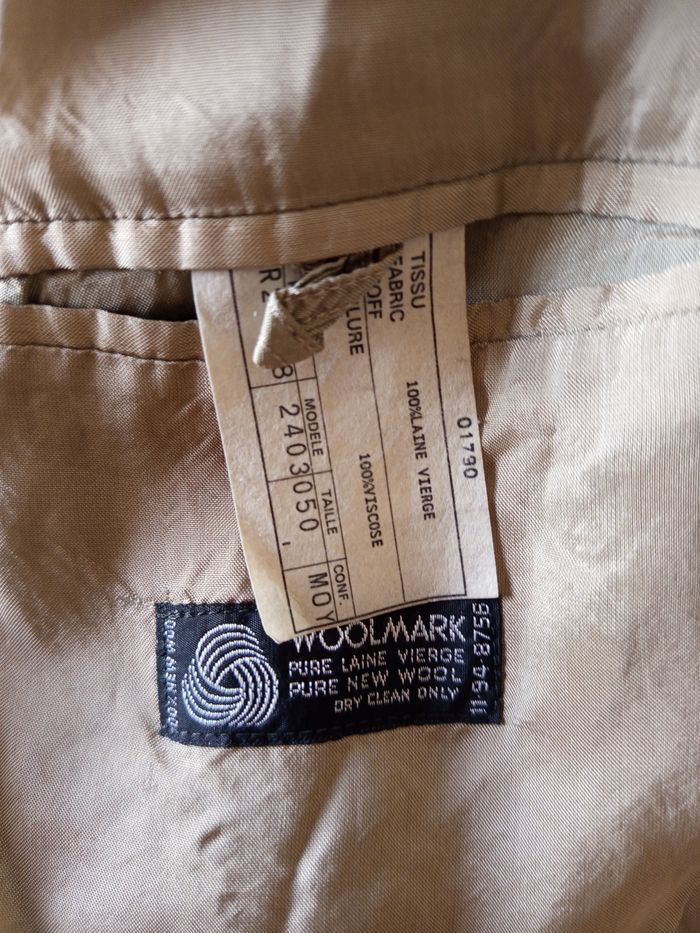 01790
TISSU
FABRIC
100%LAINE VIERGE
OFF
LURE
100%VISCOSE
MODELE
TAILLE
CONF.
2403050
MOY
WOOLMARK
PURE LAINE VIERGE
PURE NEW WOOL
DRY CLEAN ONLY